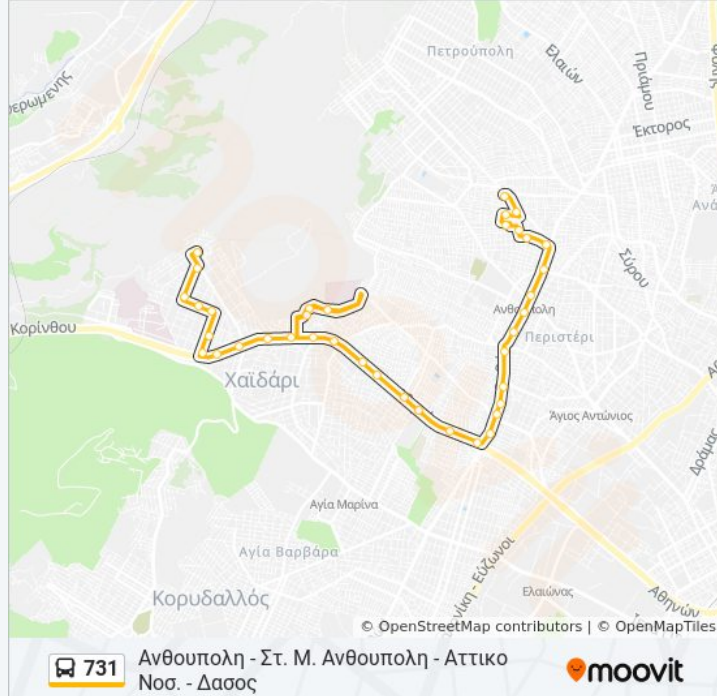 Πετρούπολη
Ελαιών
Πριάμου
Έκτορος
Σύρου
Ανθούπολη
Περιστέρι
Κορίνθου
Χαϊδάρι
Άγιος Αντώνιος
Δράμας
Αγία Μαρίνα
Αγία Βαρβάρα
Κορυδαλλός
Ελαιώνας
Αθηνών
© OpenStreetMap contributors | © OpenMapTiles
731
Ανθουπολη - Στ. Μ. Ανθουπολη - Αττικο
Νοσ. - Δασος
moovit